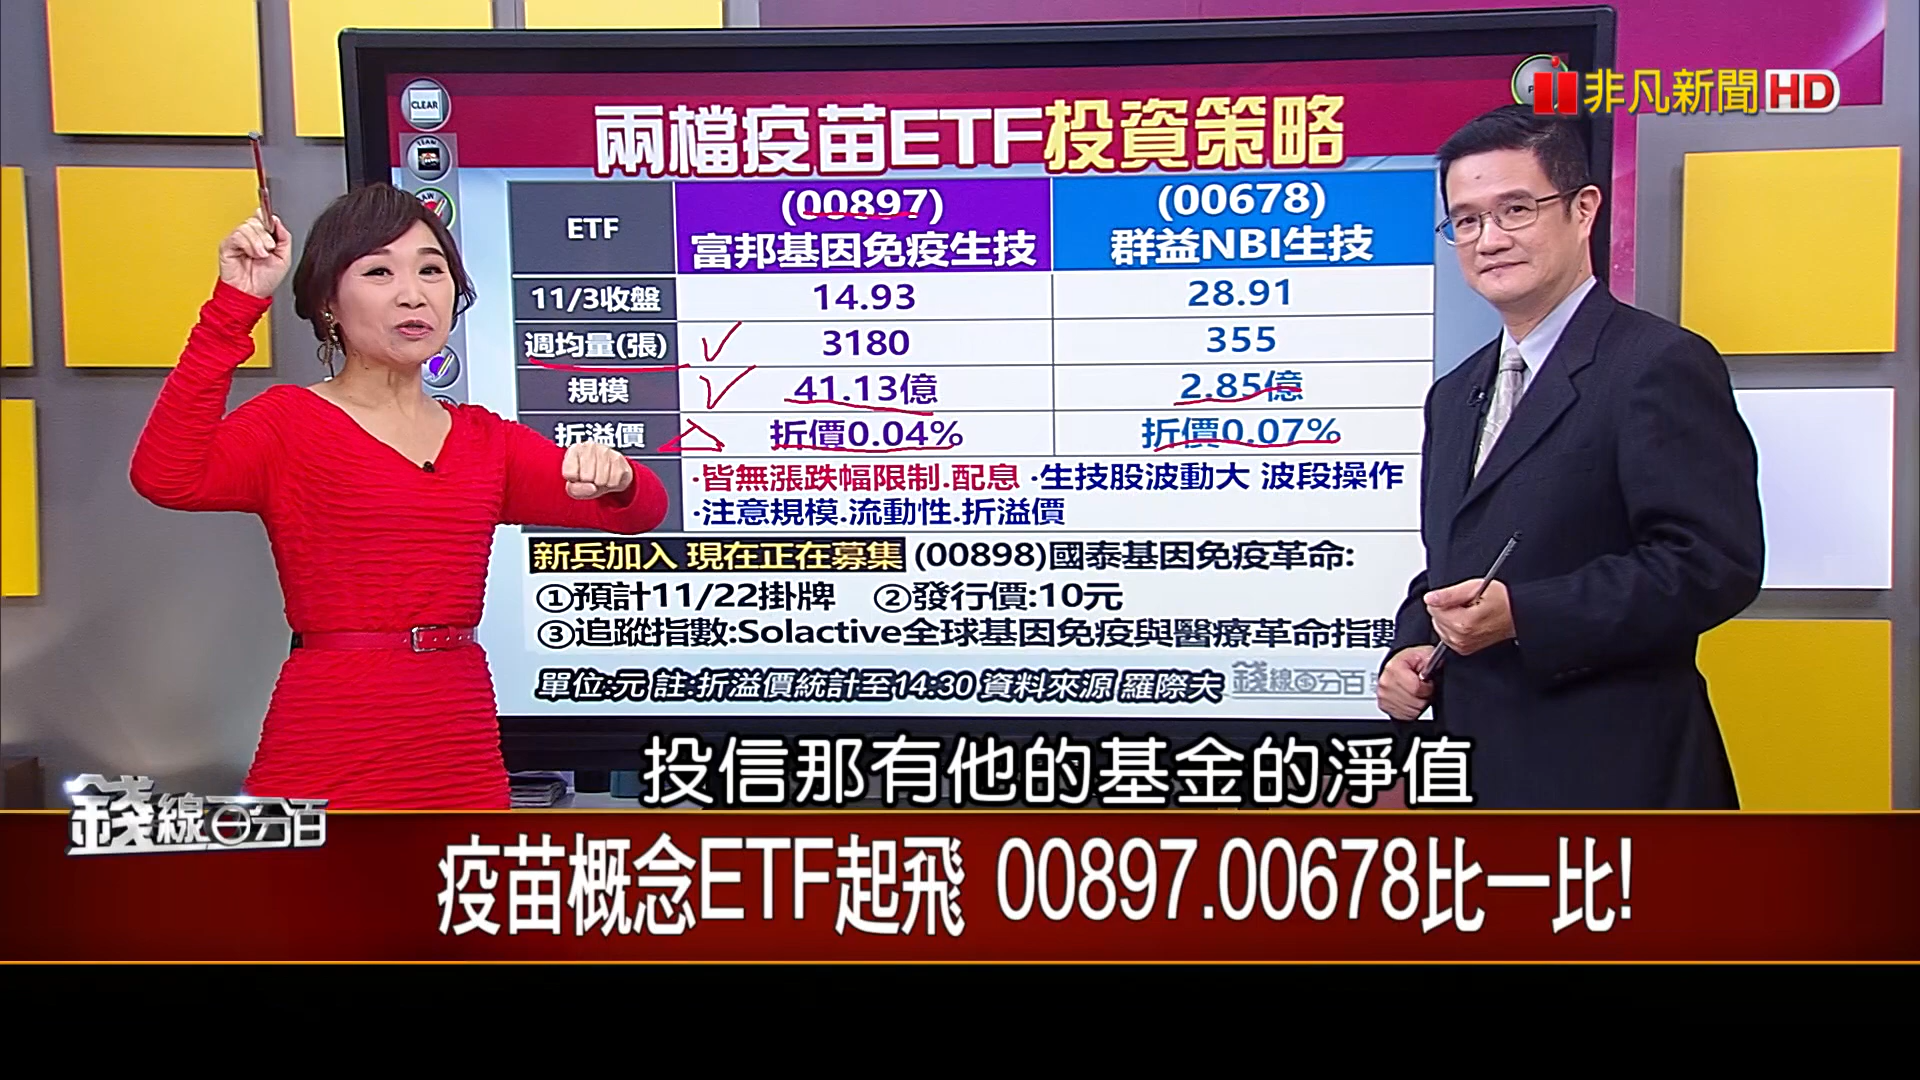 非凡新聞HD
CLEAR
兩檔疫苗ETF投資策略
ETF
(00897)
富邦基因免疫生技
(00678)
群益NBI生技
11/3收盤 14.93 28.91
週均量(張) 3180 355
規模 41.13億 2.85億
折溢價 折價0.04% 折價0.07%
·皆無漲跌幅限制.配息 ·生技股波動大 波段操作
·注意規模.流動性.折溢價
新兵加入 現在正在募集 (00898)國泰基因免疫革命:
①預計11/22掛牌 ②發行價:10元
③追蹤指數:Solactive全球基因免疫與醫療革命指數
單位:元 註:折溢價統計至14:30 資料來源 羅際夫 錢線百分百
投信那有他的基金的淨值
錢線百分百
疫苗概念ETF起飛 00897.00678比一比!